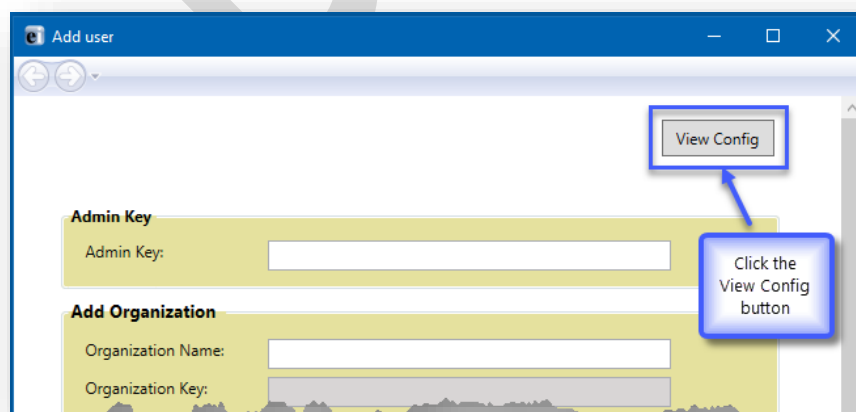 ei Add user
View Config
Admin Key
Admin Key:
Click the
View Config
button
Add Organization
Organization Name:
Organization Key: